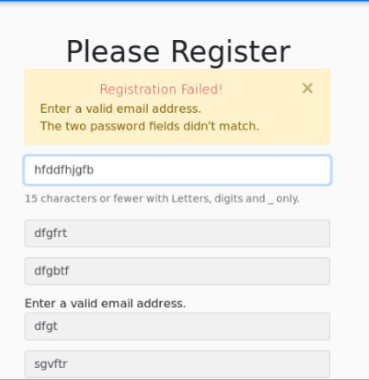 Please Register
Registration Failed! ×
Enter a valid email address.
The two password fields didn't match.
hfddfhjgfb
15 characters or fewer with Letters, digits and _ only.
dfgfrt
dfgbtf
Enter a valid email address.
dfgt
sgvftr